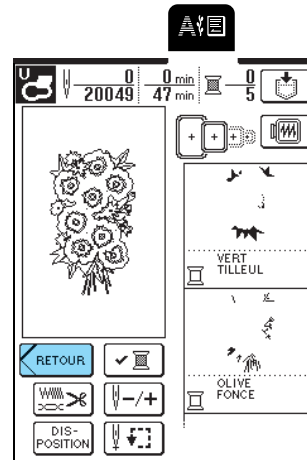 A
U
0 0 min 0
20049 47 min 5
VERT
TILLEUL
RETOUR
-/+
OLIVE
FONCE
DIS-
POSITION